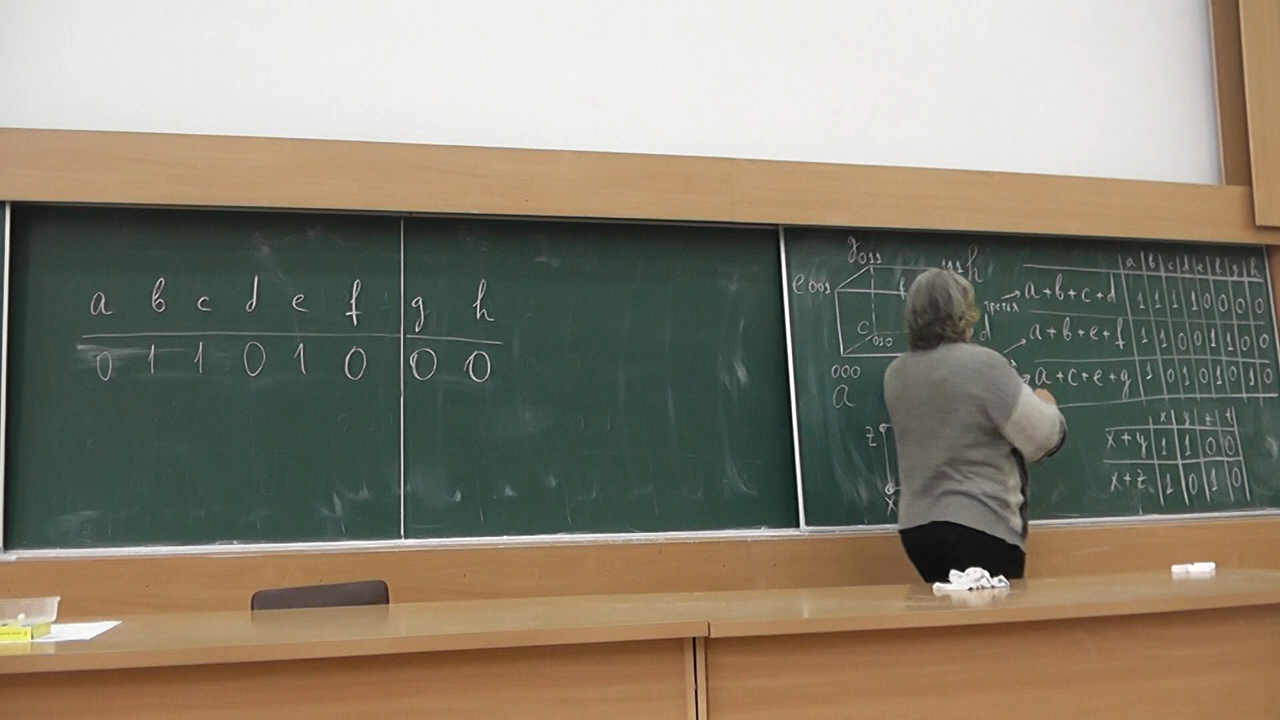 a b c d e f g h
0 1 1 0 1 0 0 0
g 011 111 h
e 001 f
c 010 d
000
a
z
x
a b c d e f g h
a+b+c+d 1 1 1 1 0 0 0 0
a+b+e+f 1 1 0 0 1 1 0 0
a+c+e+g 1 0 1 0 1 0 1 0
x y z t
x+y 1 1 0 0
x+z 1 0 1 0